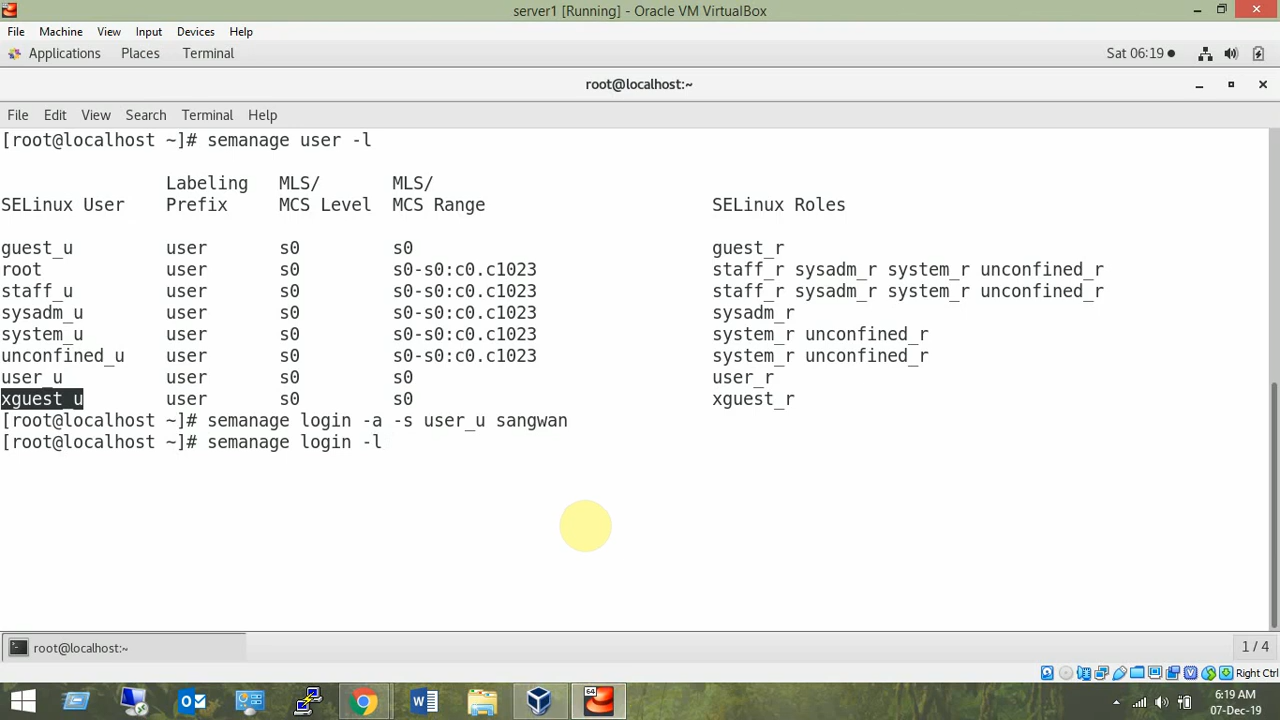 server1 [Running] - Oracle VM VirtualBox
File Machine View Input Devices Help
Applications Places Terminal Sat 06:19
root@localhost:~
File Edit View Search Terminal Help
[root@localhost ~]# semanage user -l
Labeling MLS/ MLS/
SELinux User Prefix MCS Level MCS Range SELinux Roles
guest_u user s0 s0 guest_r
root user s0 s0-s0:c0.c1023 staff_r sysadm_r system_r unconfined_r
staff_u user s0 s0-s0:c0.c1023 staff_r sysadm_r system_r unconfined_r
sysadm_u user s0 s0-s0:c0.c1023 sysadm_r
system_u user s0 s0-s0:c0.c1023 system_r unconfined_r
unconfined_u user s0 s0-s0:c0.c1023 system_r unconfined_r
user_u user s0 s0 user_r
xguest_u user s0 s0 xguest_r
[root@localhost ~]# semanage login -a -s user_u sangwan
[root@localhost ~]# semanage login -l
root@localhost:~ 1 / 4
Right Ctrl
64
6:19 AM
07-Dec-19